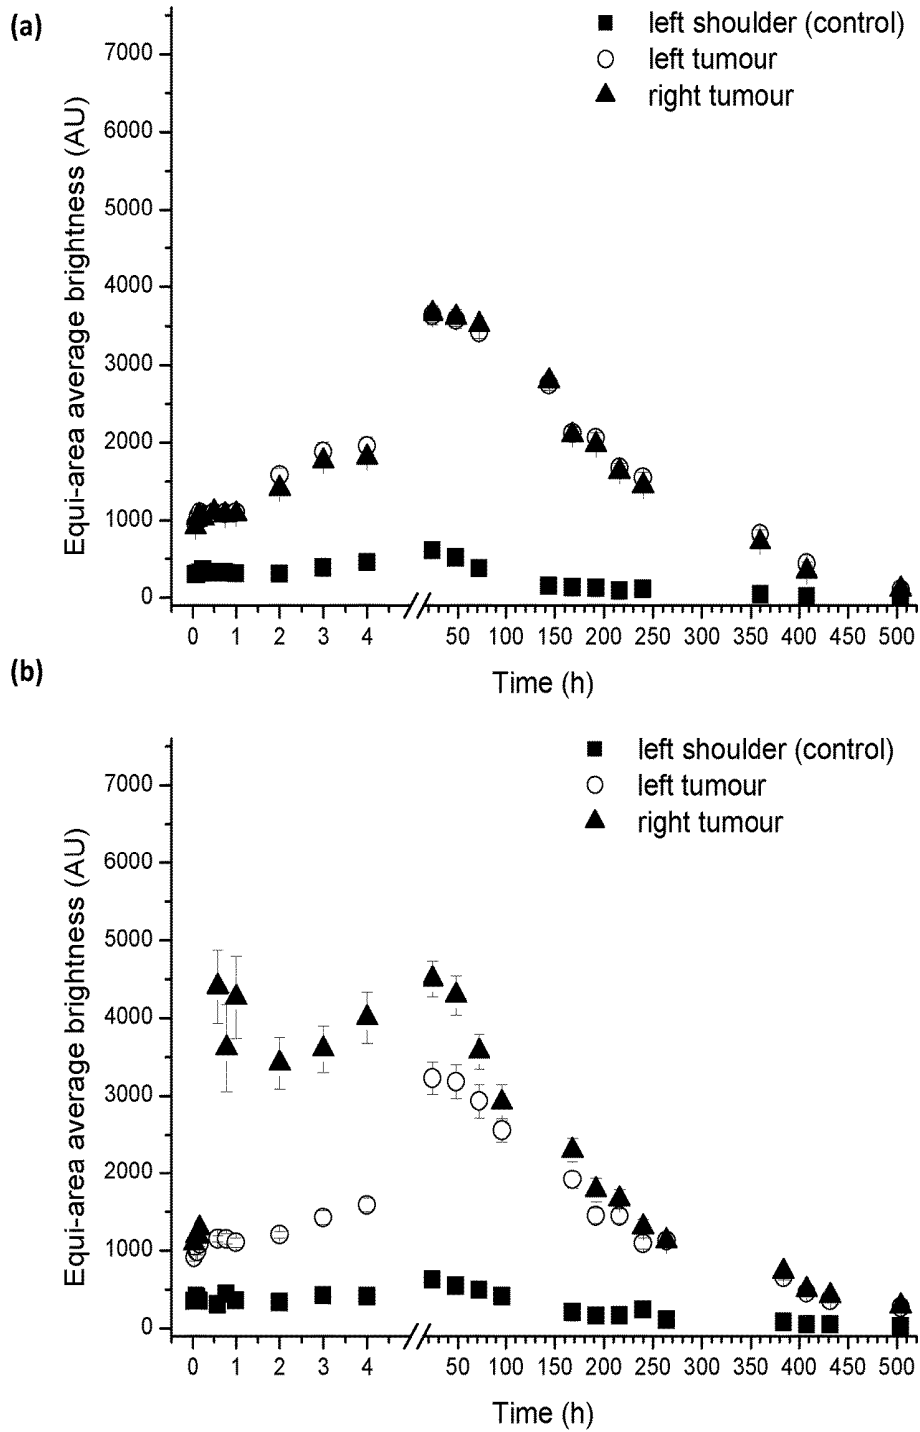 (a)
left shoulder (control)
left tumour
right tumour
7000
6000
5000
4000
3000
2000
1000
0
Equi-area average brightness (AU)
0 1 2 3 4 50 100 150 200 250 300 350 400 450 500
Time (h)
(b)
left shoulder (control)
left tumour
right tumour
7000
6000
5000
4000
3000
2000
1000
0
Equi-area average brightness (AU)
0 1 2 3 4 50 100 150 200 250 300 350 400 450 500
Time (h)